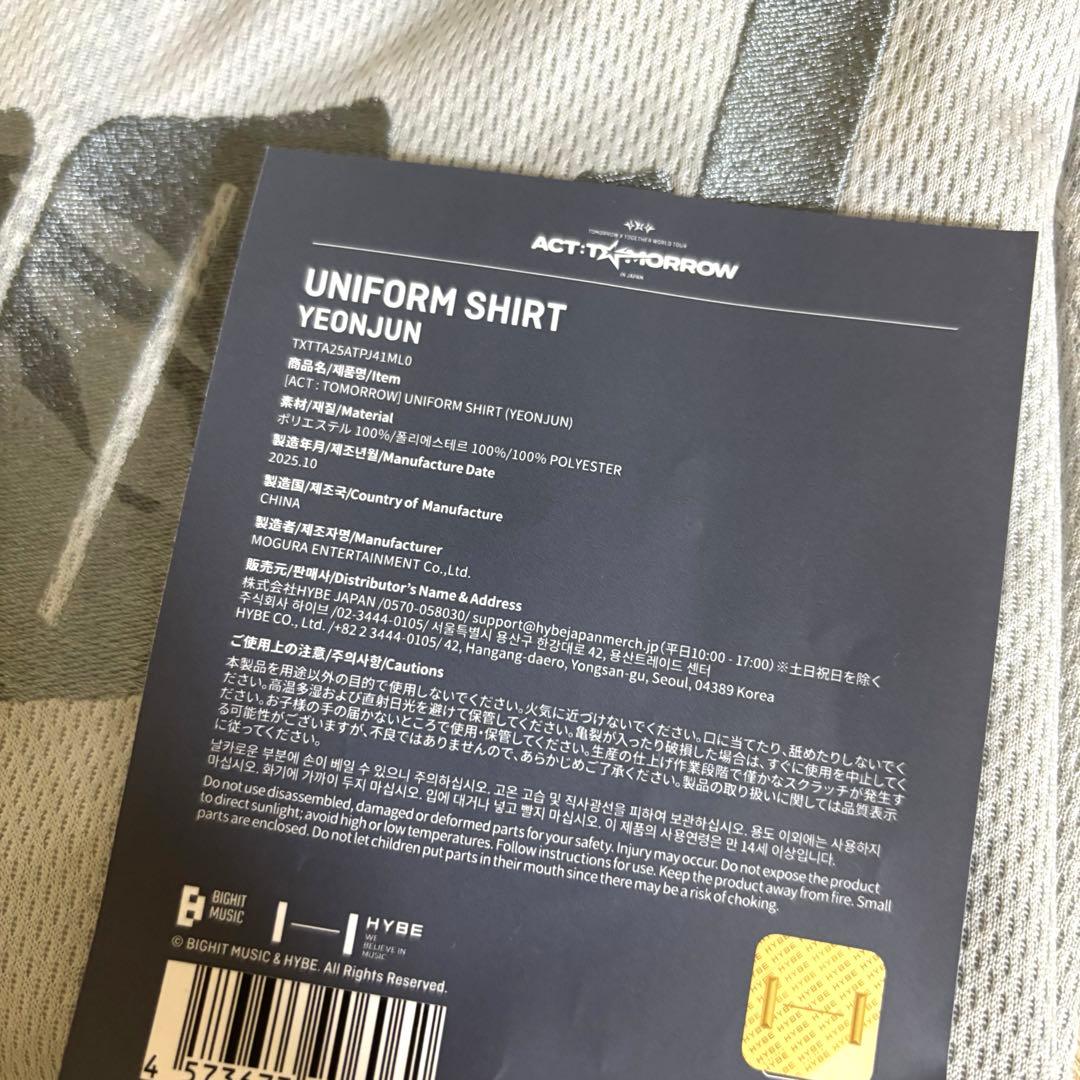 TOMORROW X TOGETHER WORLD TOUR
ACT : TOMORROW
IN JAPAN
UNIFORM SHIRT
YEONJUN
TXTTA25ATPJ41ML0
商品名/제품명/Item
[ACT : TOMORROW] UNIFORM SHIRT (YEONJUN)
素材/재질/Material
ポリエステル 100%/폴리에스테르 100%/100% POLYESTER
製造年月/제조년월/Manufacture Date
2025.10
製造国/제조국/Country of Manufacture
CHINA
製造者/제조자명/Manufacturer
MOGURA ENTERTAINMENT Co.,Ltd.
販売元/판매사/Distributor's Name & Address
株式会社HYBE JAPAN /0570-058030/ support@hybejapanmerch.jp (平日10:00 - 17:00) ※土日祝日を除く
주식회사 하이브 /02-3444-0105/ 서울특별시 용산구 한강대로 42, 용산트레이드 센터
HYBE CO., Ltd. /+82 2 3444-0105/ 42, Hangang-daero, Yongsan-gu, Seoul, 04389 Korea
ご使用上の注意/주의사항/Cautions
本製品を用途以外の目的で使用しないでください。火気に近づけないでください。口に当てたり、舐めたりしないでく
ださい。高温多湿および直射日光を避けて保管してください。亀裂が入ったり破損した場合は、すぐに使用を中止してく
ださい。お子様の手の届かないところで使用・保管してください。生産の仕上げ作業段階で僅かなスクラッチが発生す
る可能性がございますが、不良ではありませんので、あらかじめご了承ください。製品の取り扱いに関しては品質表示
に従ってください。
날카로운 부분에 손이 베일 수 있으니 주의하십시오. 고온 고습 및 직사광선을 피하여 보관하십시오. 용도 이외에는 사용하지
마십시오. 화기에 가까이 두지 마십시오. 입에 대거나 넣고 빨지 마십시오. 이 제품의 사용연령은 만 14세 이상입니다.
Do not use disassembled, damaged or deformed parts for your safety. Injury may occur. Do not expose the product
to direct sunlight; avoid high or low temperatures. Follow instructions for use. Keep the product away from fire. Small
parts are enclosed. Do not let children put parts in their mouth since there may be a risk of choking.
BIGHIT
MUSIC
HYBE
WE
BELIEVE IN
MUSIC
© BIGHIT MUSIC & HYBE. All Rights Reserved.
HYBE HYBE HYBE